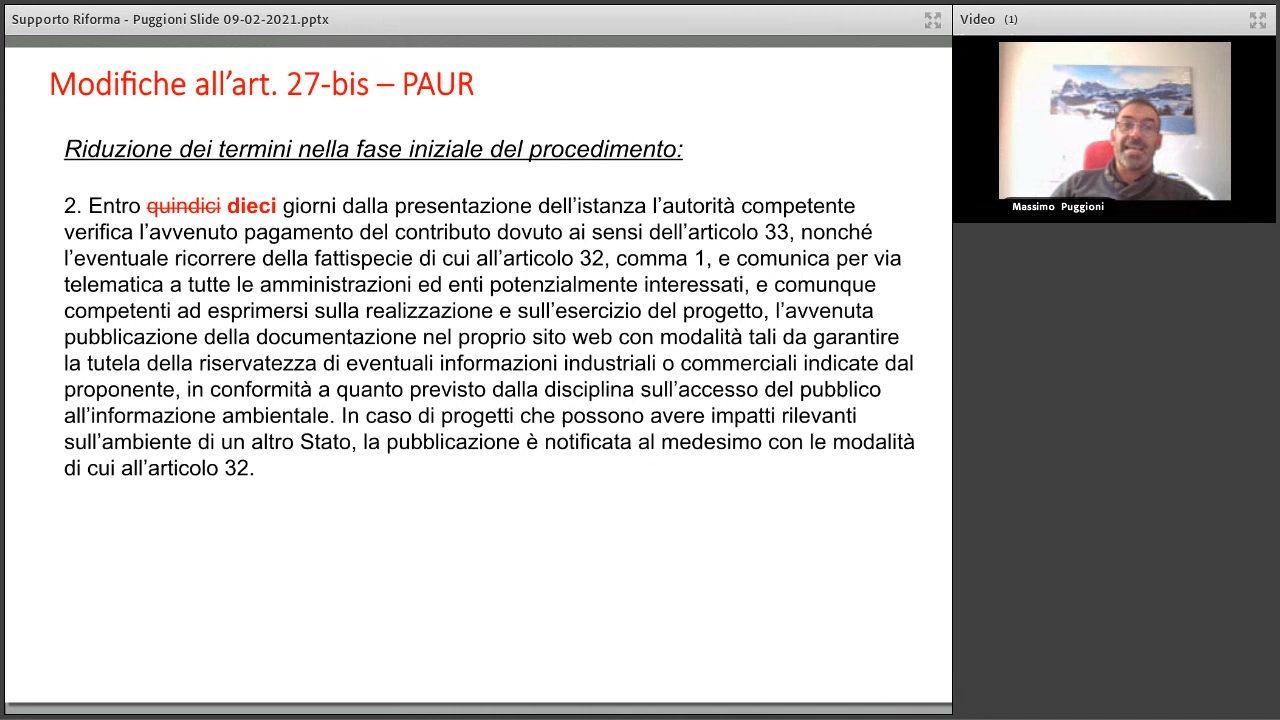 Supporto Riforma - Puggioni Slide 09-02-2021.pptx
Video (1)
Modifiche all’art. 27-bis – PAUR
Riduzione dei termini nella fase iniziale del procedimento:
2. Entro quindici dieci giorni dalla presentazione dell’istanza l’autorità competente
verifica l’avvenuto pagamento del contributo dovuto ai sensi dell’articolo 33, nonché
l’eventuale ricorrere della fattispecie di cui all’articolo 32, comma 1, e comunica per via
telematica a tutte le amministrazioni ed enti potenzialmente interessati, e comunque
competenti ad esprimersi sulla realizzazione e sull’esercizio del progetto, l’avvenuta
pubblicazione della documentazione nel proprio sito web con modalità tali da garantire
la tutela della riservatezza di eventuali informazioni industriali o commerciali indicate dal
proponente, in conformità a quanto previsto dalla disciplina sull’accesso del pubblico
all’informazione ambientale. In caso di progetti che possono avere impatti rilevanti
sull’ambiente di un altro Stato, la pubblicazione è notificata al medesimo con le modalità
di cui all’articolo 32.
Massimo Puggioni